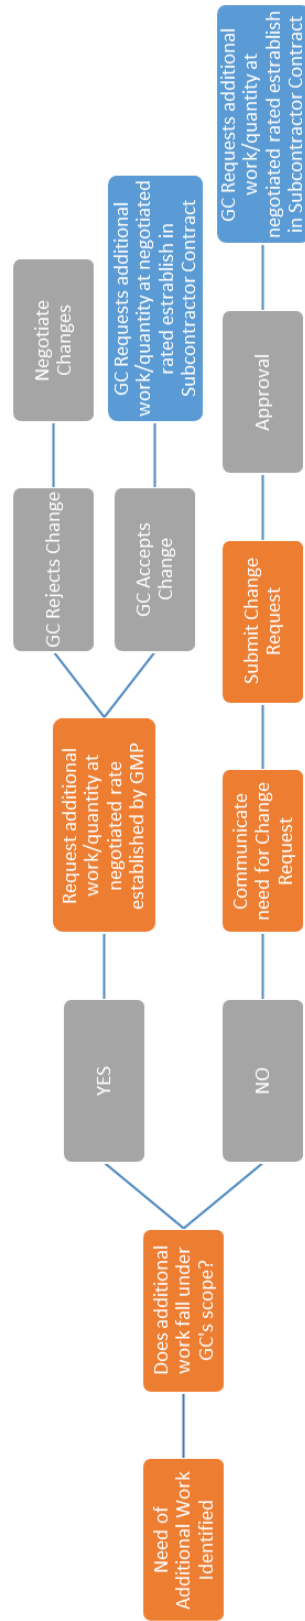 Need of
Additional Work
Identified
Does additional
work fall under
GC's scope?
YES
Request additional
work/quantity at
negotiated rate
established by GMP
GC Rejects Change
Negotiate
Changes
GC Accepts
Change
GC Requests additional
work/quantity at negotiated
rated estrablish in
Subcontractor Contract
NO
Communicate
need for Change
Request
Submit Change
Request
Approval
GC Requests additional
work/quantity at
negotiated rated estrablish
in Subcontractor Contract